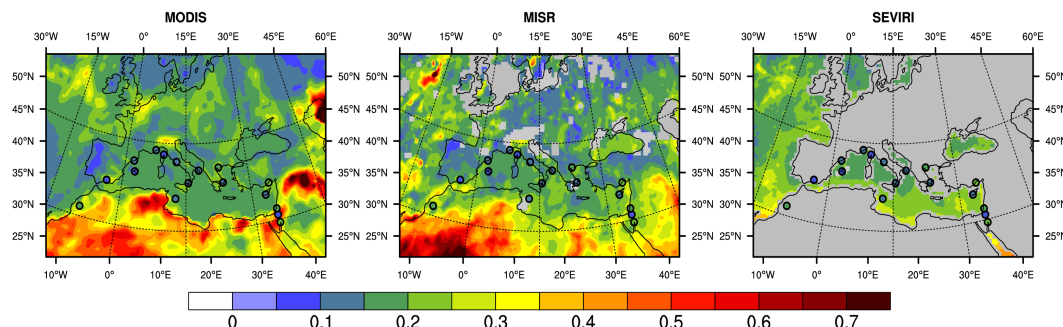 MODIS MISR SEVIRI
30°W 15°W 0° 15°E 30°E 45°E 60°E 30°W 15°W 0° 15°E 30°E 45°E 60°E 30°W 15°W 0° 15°E 30°E 45°E 60°E
50°N 50°N 50°N 50°N 50°N 50°N
45°N 45°N 45°N 45°N 45°N 45°N
40°N 40°N 40°N 40°N 40°N 40°N
35°N 35°N 35°N 35°N 35°N 35°N
30°N 30°N 30°N 30°N 30°N 30°N
25°N 25°N 25°N 25°N 25°N 25°N
10°W 0° 10°E 20°E 30°E 40°E 10°W 0° 10°E 20°E 30°E 40°E 10°W 0° 10°E 20°E 30°E 40°E
0 0.1 0.2 0.3 0.4 0.5 0.6 0.7